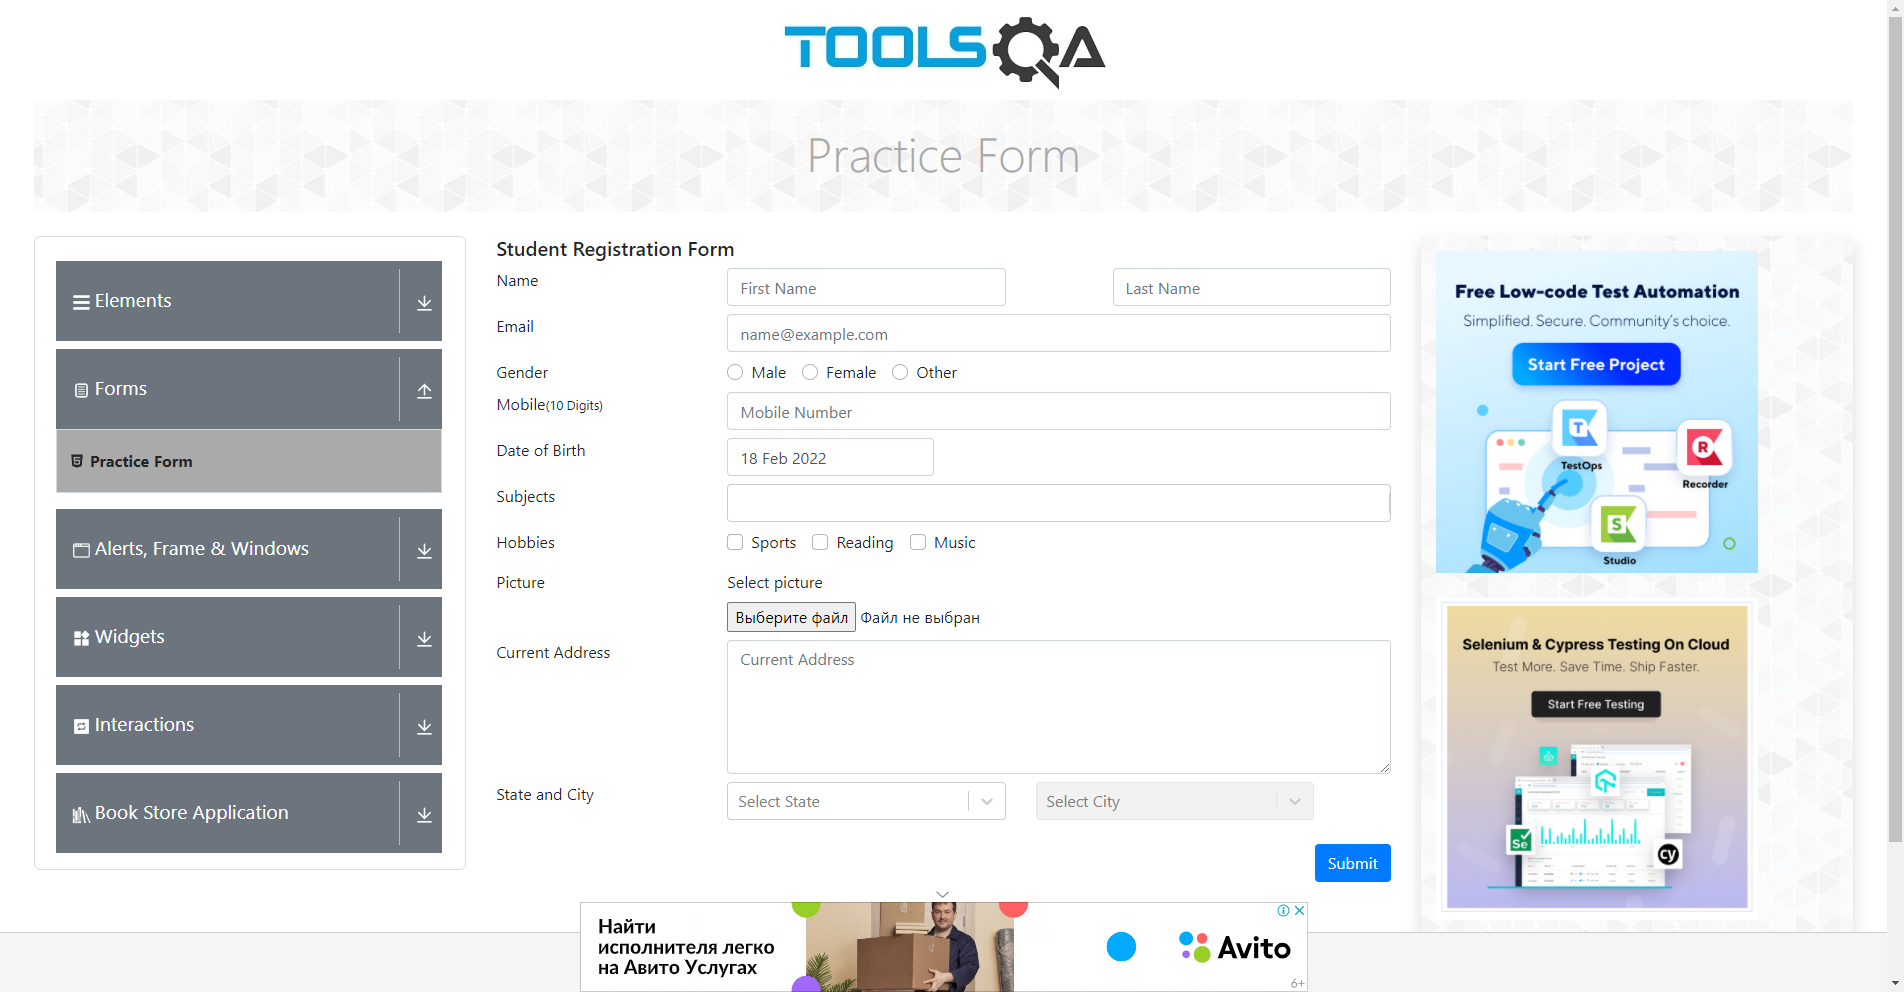 TOOLSQA
Practice Form
Elements
Forms
Practice Form
Alerts, Frame & Windows
Widgets
Interactions
Book Store Application
Student Registration Form
Name
First Name
Last Name
Email
name@example.com
Gender
Male
Female
Other
Mobile(10 Digits)
Mobile Number
Date of Birth
18 Feb 2022
Subjects
Hobbies
Sports
Reading
Music
Picture
Select picture
Выберите файл
Файл не выбран
Current Address
Current Address
State and City
Select State
Select City
Submit
Free Low-code Test Automation
Simplified. Secure. Community's choice.
Start Free Project
T
TestOps
R
Recorder
S
Studio
Selenium & Cypress Testing On Cloud
Test More. Save Time. Ship Faster.
Start Free Testing
Se
cy
Найти
исполнителя легко
на Авито Услугах
Avito
6+